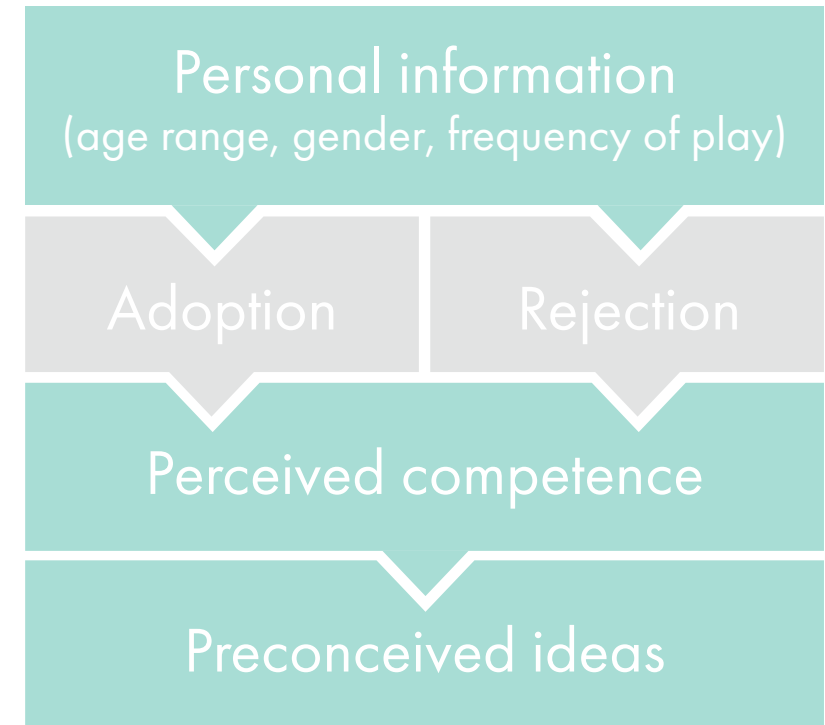 Personal information
(age range, gender, frequency of play)
Adoption
Rejection
Perceived competence
Preconceived ideas